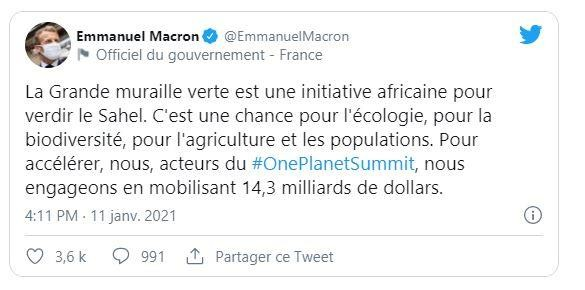 Emmanuel Macron @EmmanuelMacron
Officiel du gouvernement - France
La Grande muraille verte est une initiative africaine pour
verdir le Sahel. C'est une chance pour l'écologie, pour la
biodiversité, pour l'agriculture et les populations. Pour
accélérer, nous, acteurs du #OnePlanetSummit, nous
engageons en mobilisant 14,3 milliards de dollars.
4:11 PM · 11 janv. 2021
3,6 k 991 Partager ce Tweet